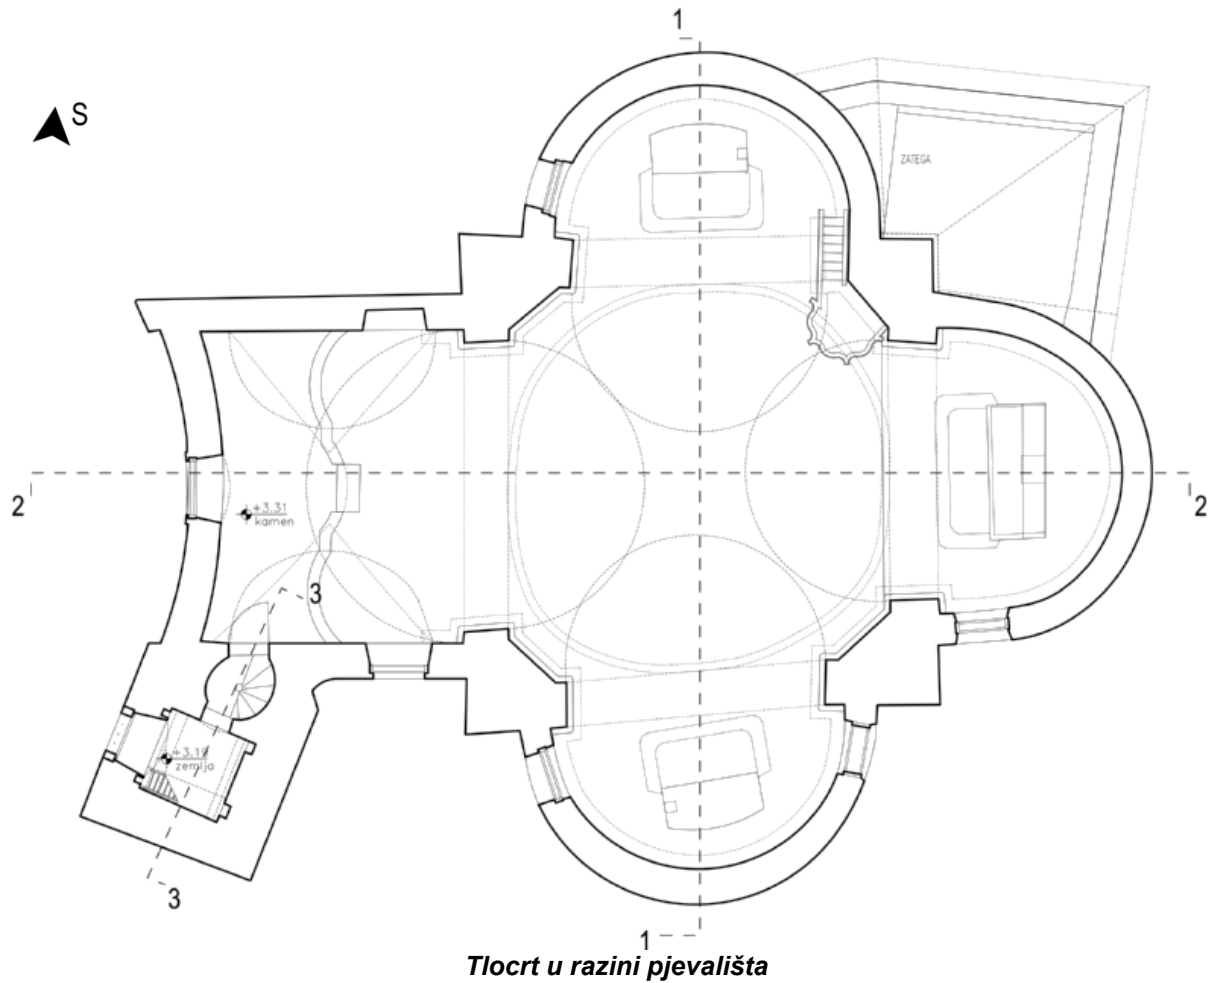 1
S
ZATEGA
2
2
+3.31
kamen
3
+3.19
zemlja
3
1
Tlocrt u razini pjevališta